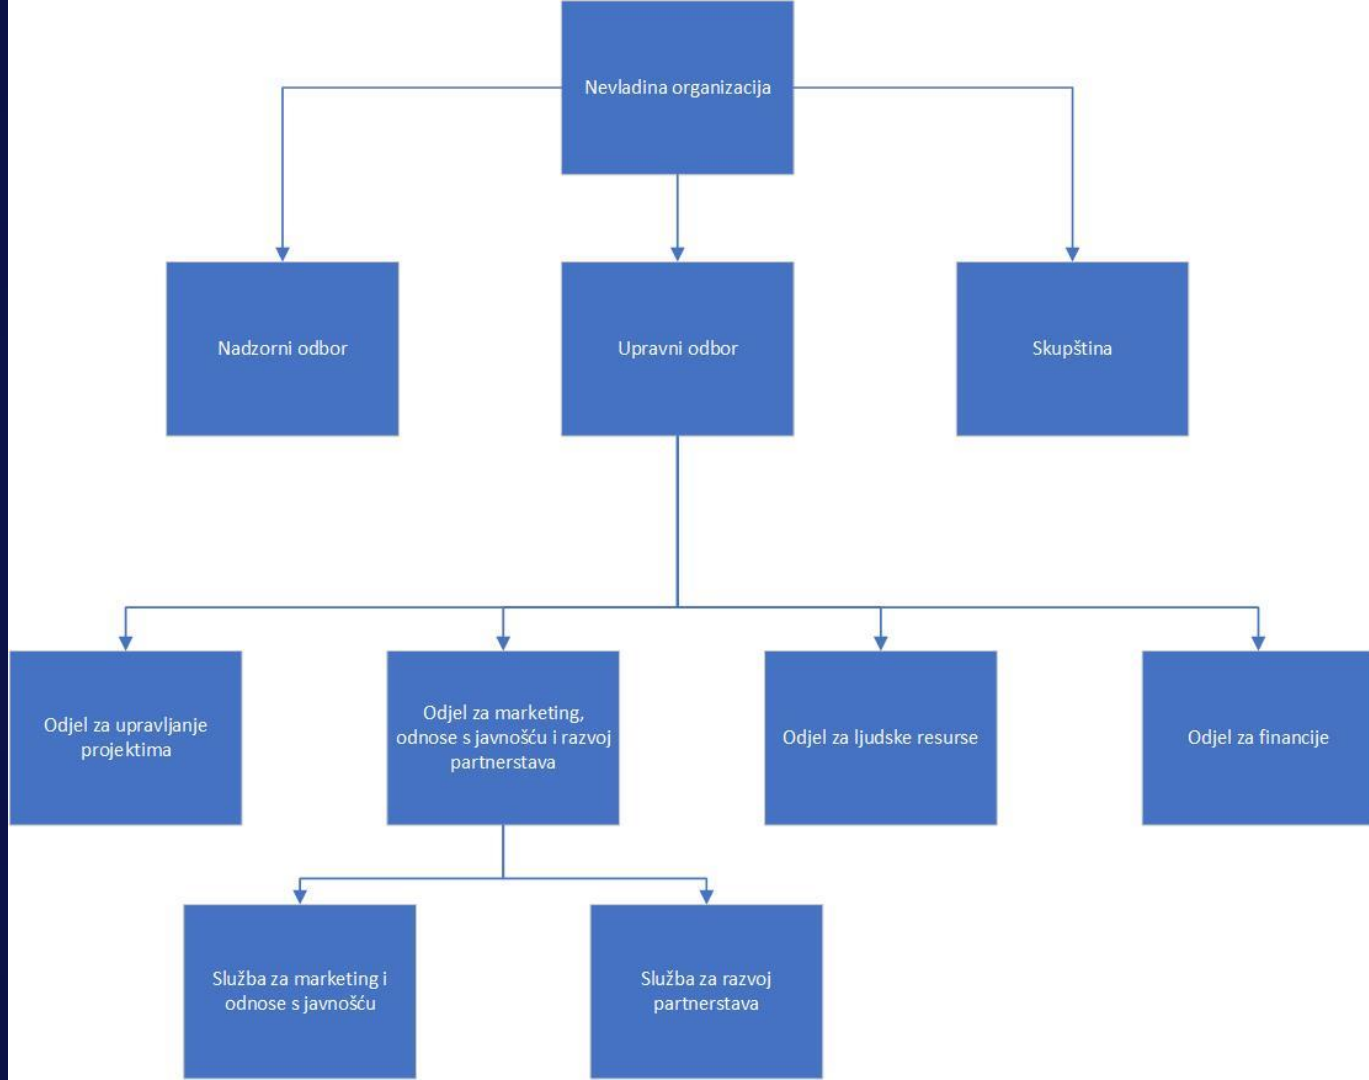 Nevladina organizacija
Nadzorni odbor
Upravni odbor
Skupština
Odjel za upravljanje
projektima
Odjel za marketing,
odnose s javnošću i razvoj
partnerstava
Odjel za ljudske resurse
Odjel za financije
Služba za marketing i
odnose s javnošću
Služba za razvoj
partnerstava